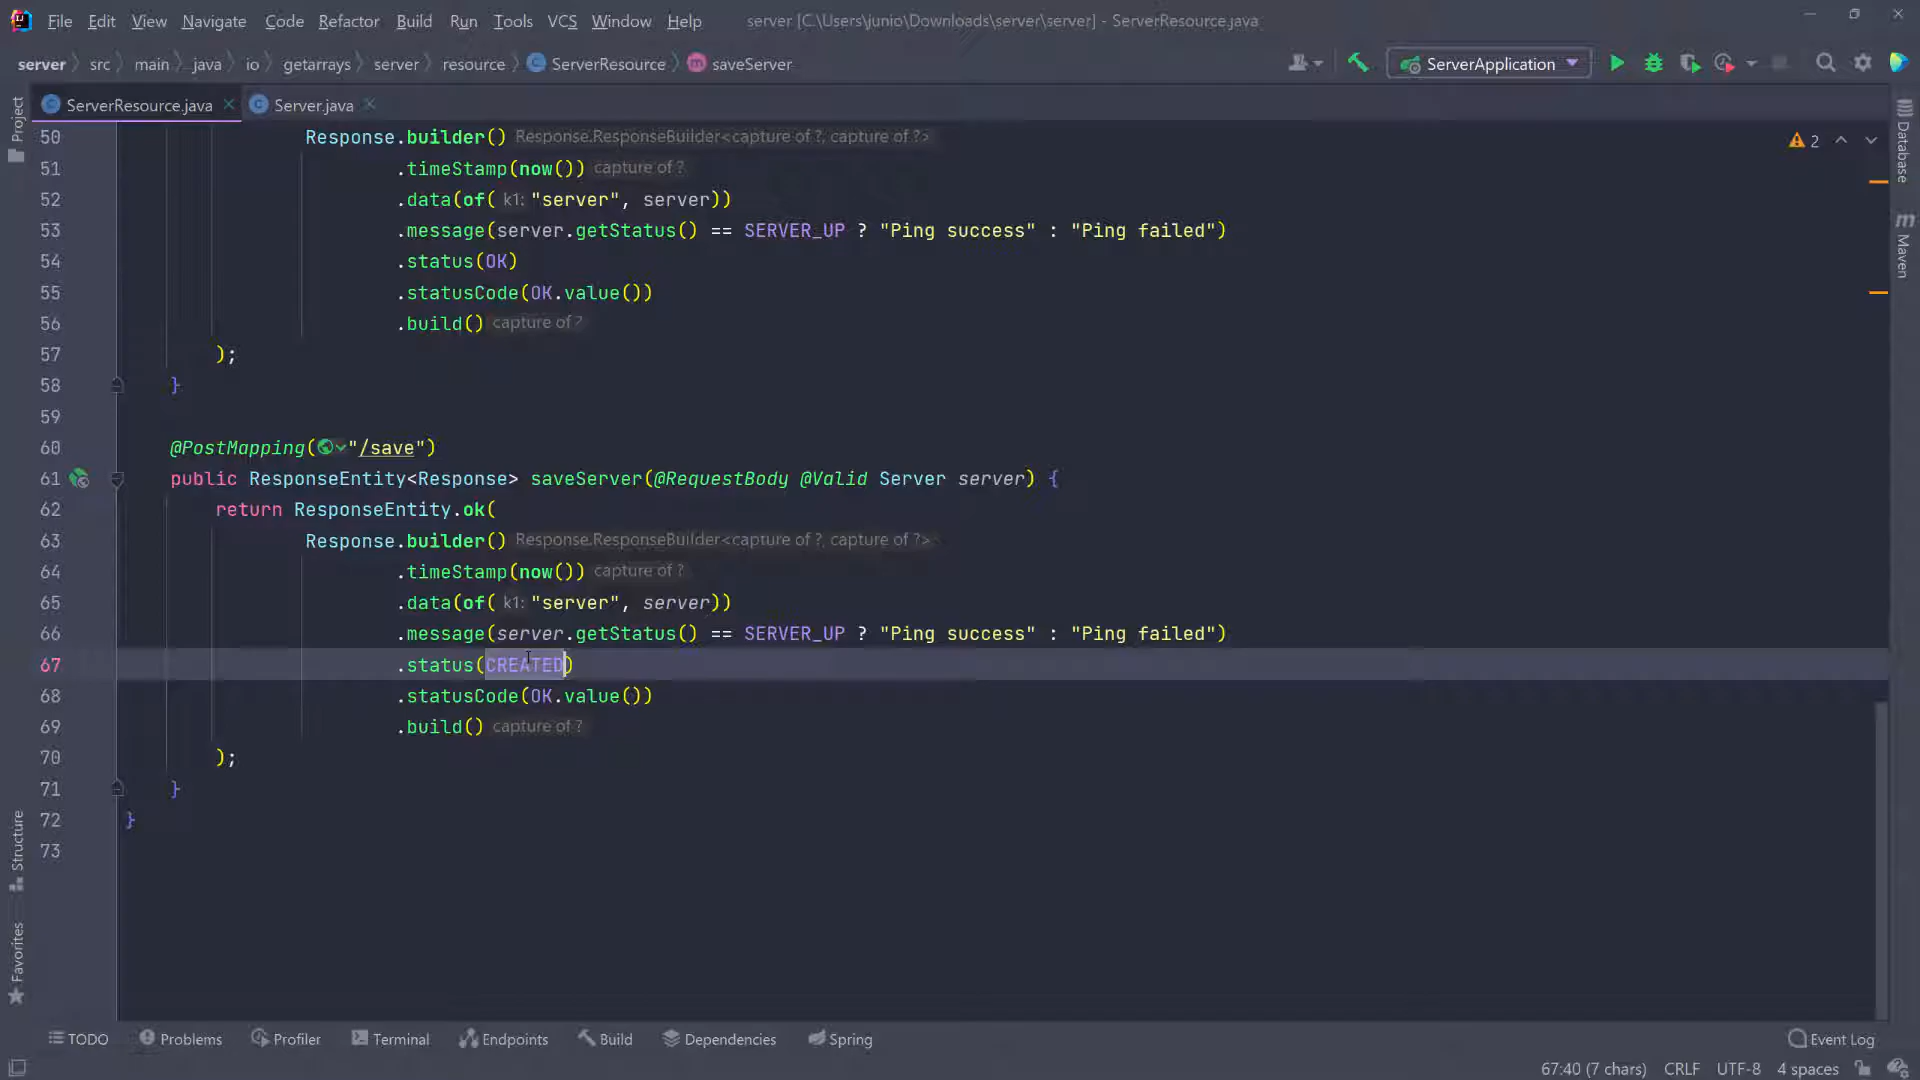 File Edit View Navigate Code Refactor Build Run Tools VCS Window Help server [C:\Users\junio\Downloads\server\server] - ServerResource.java
server src main java io getarrays server resource ServerResource saveServer ServerApplication
ServerResource.java Server.java
Project
Database
Maven
Structure
Favorites
50 Response.builder() Response.ResponseBuilder<capture of ?, capture of ?>
51 .timeStamp(now()) capture of ?
52 .data(of( k1: "server", server))
53 .message(server.getStatus() == SERVER_UP ? "Ping success" : "Ping failed")
54 .status(OK)
55 .statusCode(OK.value())
56 .build() capture of ?
57 );
58 }
59
60 @PostMapping("/save")
61 public ResponseEntity<Response> saveServer(@RequestBody @Valid Server server) {
62 return ResponseEntity.ok(
63 Response.builder() Response.ResponseBuilder<capture of ?, capture of ?>
64 .timeStamp(now()) capture of ?
65 .data(of( k1: "server", server))
66 .message(server.getStatus() == SERVER_UP ? "Ping success" : "Ping failed")
67 .status(CREATED)
68 .statusCode(OK.value())
69 .build() capture of ?
70 );
71 }
72 }
73
2
TODO Problems Profiler Terminal Endpoints Build Dependencies Spring Event Log
67:40 (7 chars) CRLF UTF-8 4 spaces